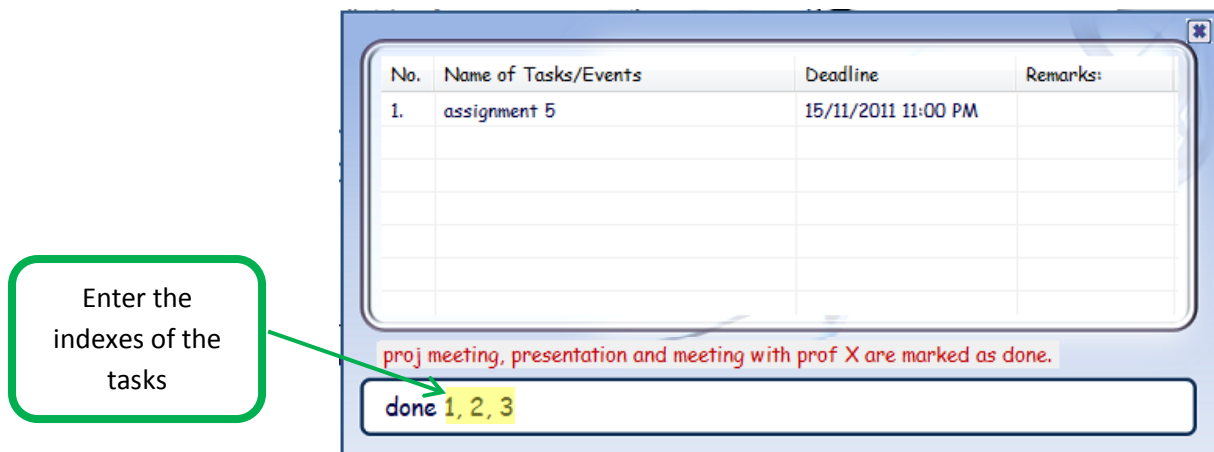 No. Name of Tasks/Events Deadline Remarks:
1. assignment 5 15/11/2011 11:00 PM
Enter the
indexes of the
tasks
proj meeting, presentation and meeting with prof X are marked as done.
done 1, 2, 3